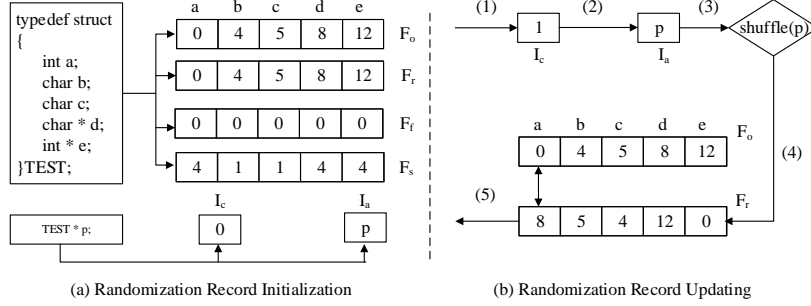 typedef struct
{
int a;
char b;
char c;
char * d;
int * e;
}TEST;
a b c d e
0 4 5 8 12 Fo
0 4 5 8 12 Fr
0 0 0 0 0 Ff
4 1 1 4 4 Fs
Ic Ia
TEST * p; 0 p
(a) Randomization Record Initialization
(1) (2) (3)
1 p shuffle(p)
Ic Ia
a b c d e
0 4 5 8 12 Fo
(4)
(5) 8 5 4 12 0 Fr
(b) Randomization Record Updating